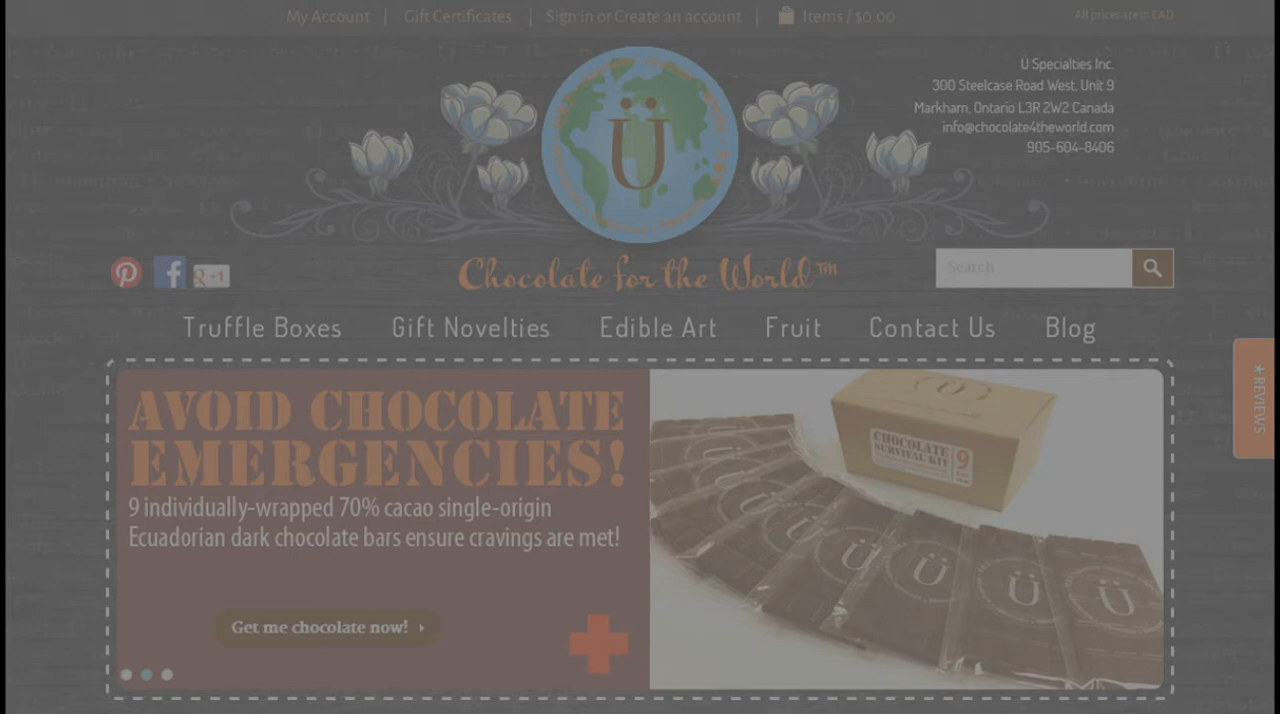 My Account | Gift Certificates | Sign in or Create an account | Items / $0.00
All prices are in CAD
Ü Specialties Inc.
300 Steelcase Road West, Unit 9
Markham, Ontario L3R 2W2 Canada
info@chocolate4theworld.com
905-604-8406
Ü
g +1
Chocolate for the World™
Search
Truffle Boxes Gift Novelties Edible Art Fruit Contact Us Blog
★ REVIEWS
AVOID CHOCOLATE
EMERGENCIES!
9 individually-wrapped 70% cacao single-origin
Ecuadorian dark chocolate bars ensure cravings are met!
Get me chocolate now!
Ü
CHOCOLATE
SURVIVAL KIT
9
Ü
Ü
Ü
Ü
Ü